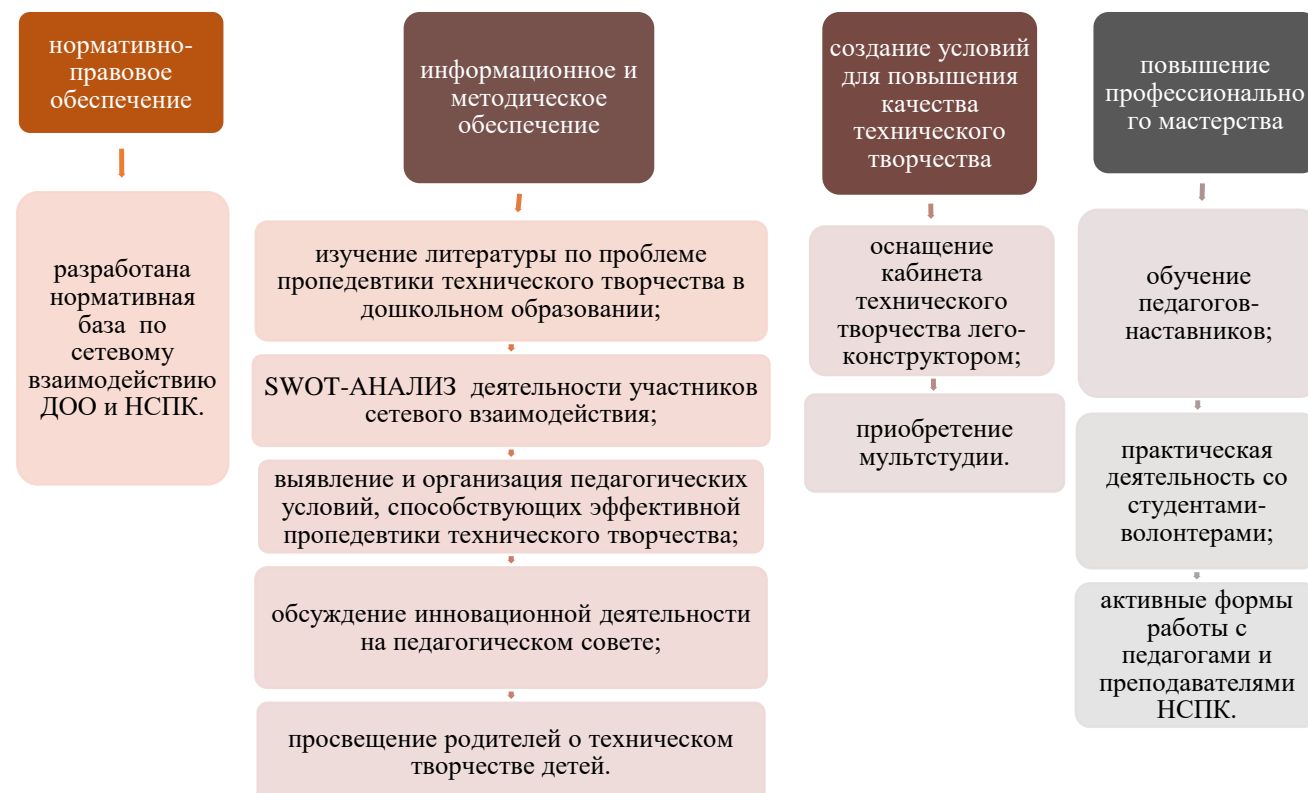 нормативно-
правовое
обеспечение
разработана
нормативная
база по
сетевому
взаимодействию
ДОО и НСПК.
информационное и
методическое
обеспечение
изучение литературы по проблеме
пропедевтики технического творчества в
дошкольном образовании;
SWOT-АНАЛИЗ деятельности участников
сетевого взаимодействия;
выявление и организация педагогических
условий, способствующих эффективной
пропедевтики технического творчества;
обсуждение инновационной деятельности
на педагогическом совете;
просвещение родителей о техническом
творчестве детей.
создание условий
для повышения
качества
технического
творчества
оснащение
кабинета
технического
творчества лего-
конструктором;
приобретение
мультстудии.
повышение
профессионально
го мастерства
обучение
педагогов-
наставников;
практическая
деятельность со
студентами-
волонтерами;
активные формы
работы с
педагогами и
преподавателями
НСПК.